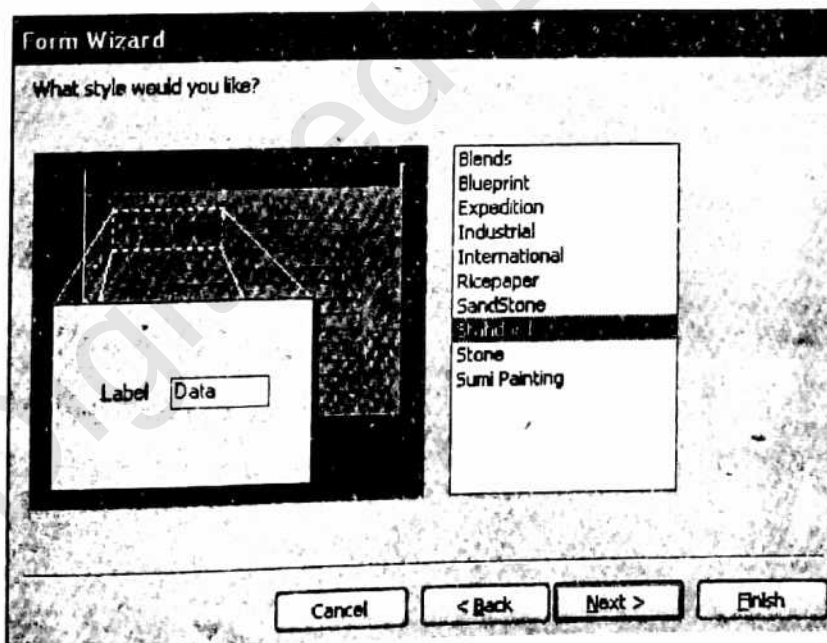 Form Wizard
What style would you like?
Blends
Blueprint
Expedition
Industrial
International
Ricepaper
SandStone
Standard
Stone
Sumi Painting
Label Data
Cancel
< Back
Next >
Finish